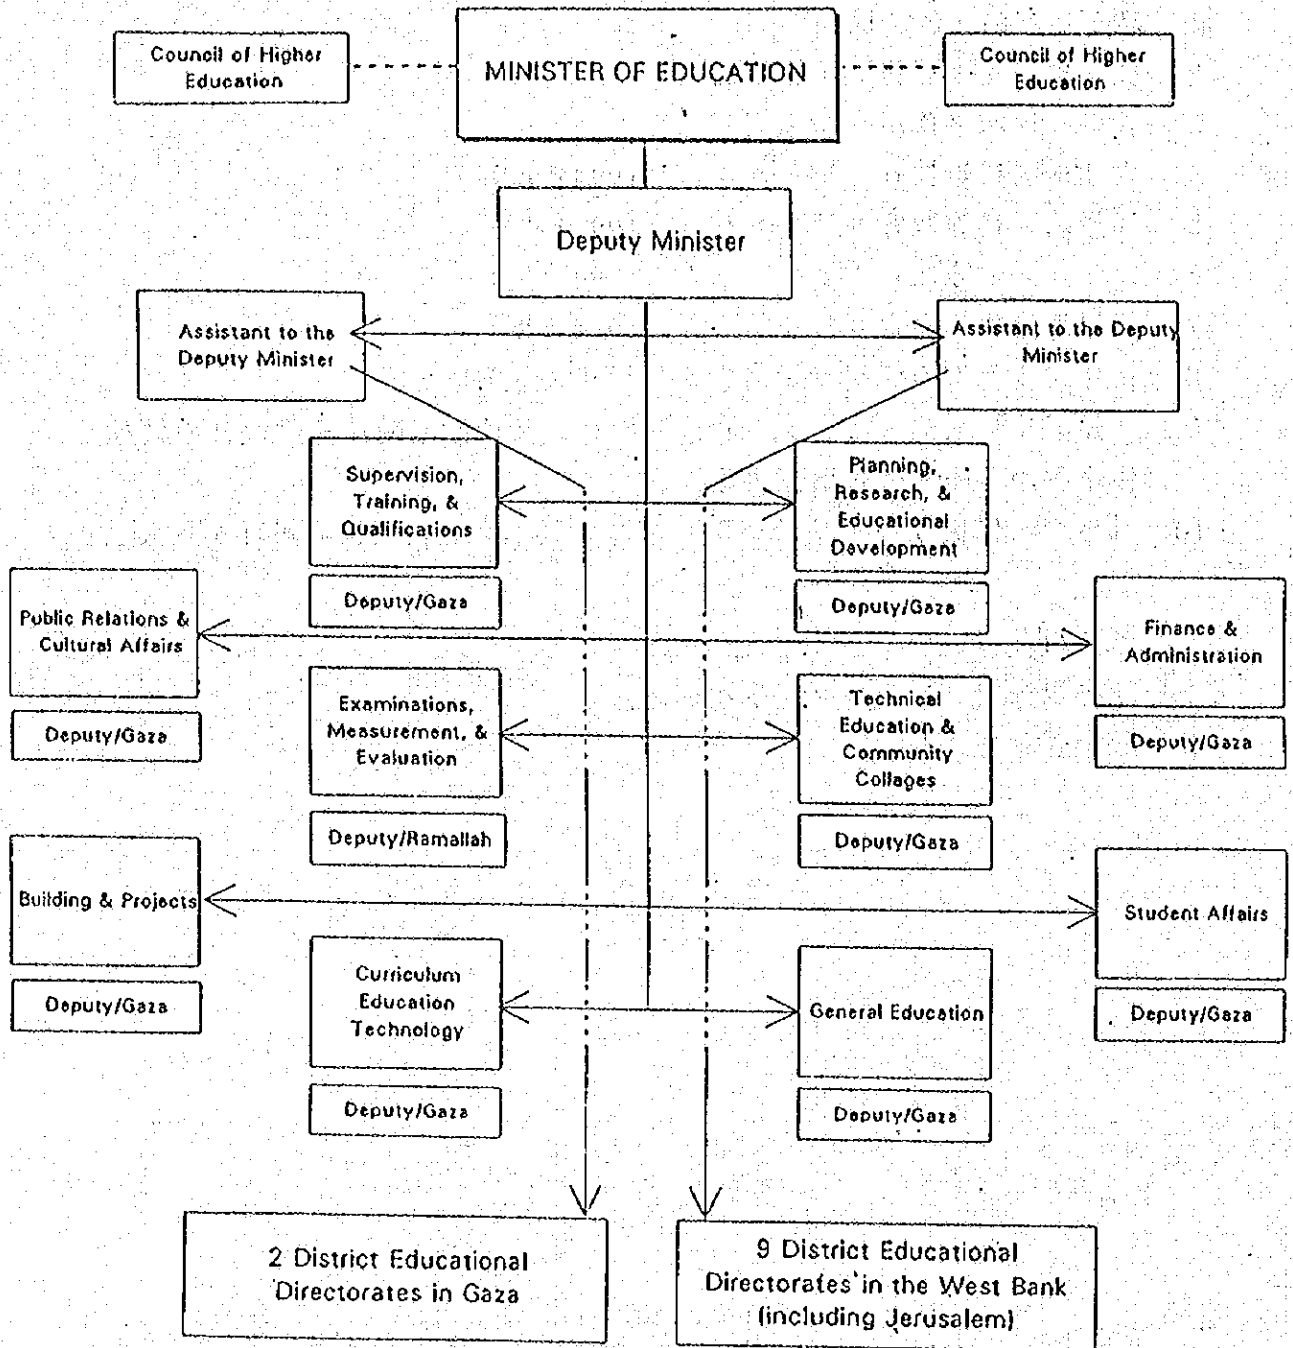 Council of Higher
Education
MINISTER OF EDUCATION
Council of Higher
Education
Deputy Minister
Assistant to the
Deputy Minister
Assistant to the Deputy
Minister
Supervision,
Training, &
Qualifications
Deputy/Gaza
Planning,
Research, &
Educational
Development
Deputy/Gaza
Public Relations &
Cultural Affairs
Deputy/Gaza
Finance &
Administration
Deputy/Gaza
Examinations,
Measurement, &
Evaluation
Deputy/Ramallah
Technical
Education &
Community
Collages
Deputy/Gaza
Building & Projects
Deputy/Gaza
Student Affairs
Deputy/Gaza
Curriculum
Education
Technology
Deputy/Gaza
General Education
Deputy/Gaza
2 District Educational
Directorates in Gaza
9 District Educational
Directorates in the West Bank
(including Jerusalem)